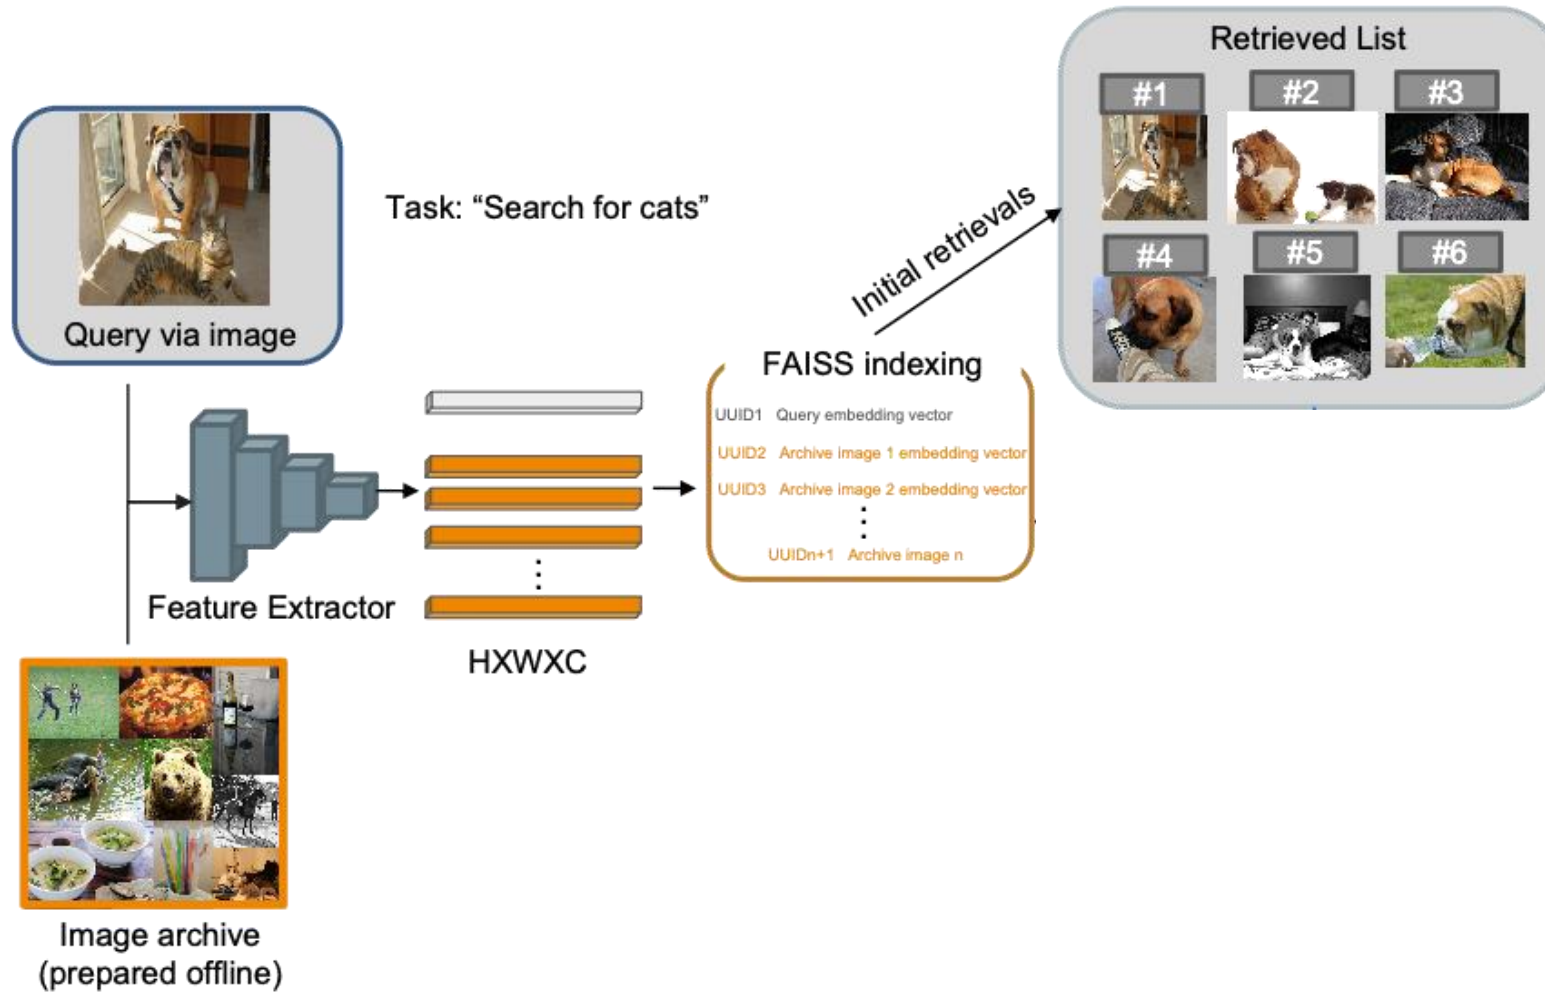 Retrieved List
#1
#2
#3
#4
#5
#6
Task: “Search for cats”
Query via image
Initial retrievals
FAISS indexing
UUID1 Query embedding vector
UUID2 Archive image 1 embedding vector
UUID3 Archive image 2 embedding vector
UUIDn+1 Archive image n
Feature Extractor
HXWXC
Image archive
(prepared offline)